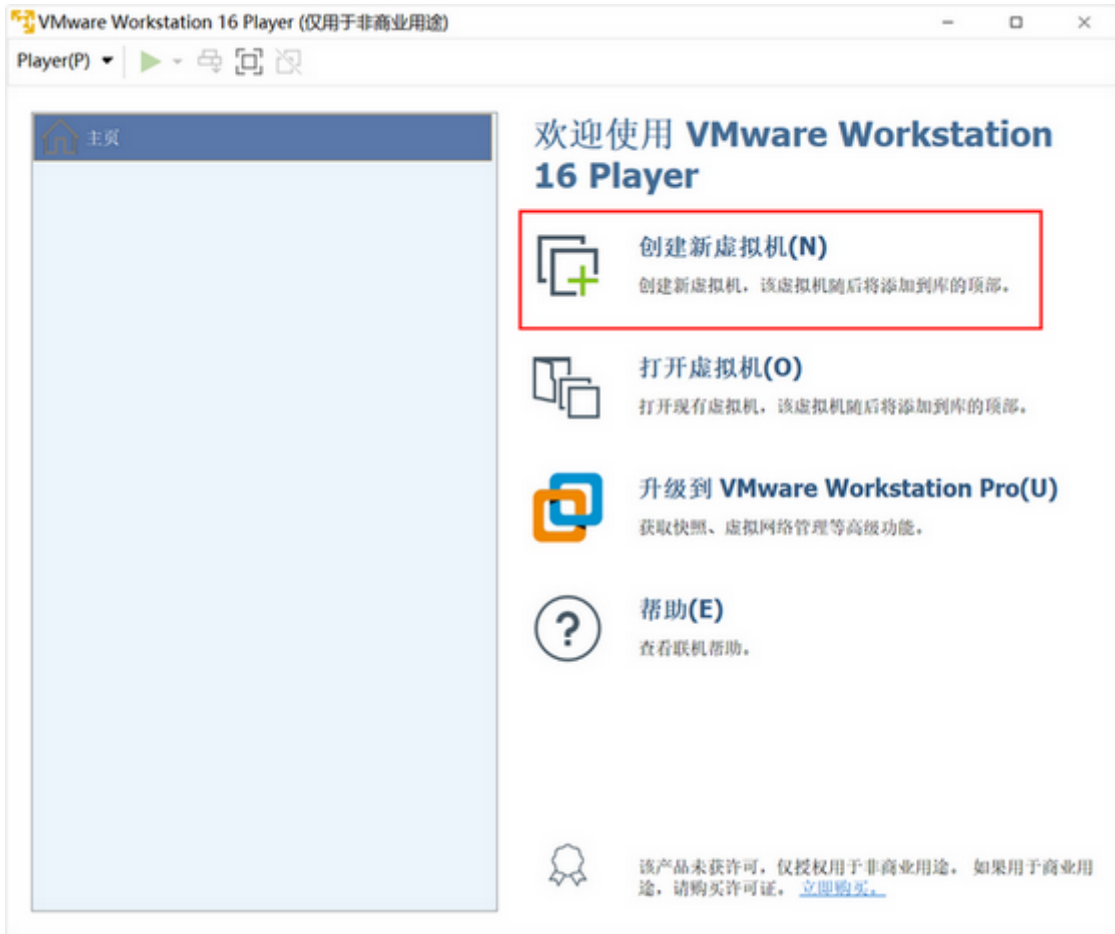 VMware Workstation 16 Player (仅用于非商业用途)
Player(P)
主页
欢迎使用 VMware Workstation
16 Player
创建新虚拟机(N)
创建新虚拟机，该虚拟机随后将添加到库的顶部。
打开虚拟机(O)
打开现有虚拟机，该虚拟机随后将添加到库的顶部。
升级到 VMware Workstation Pro(U)
获取快照、虚拟网络管理等高级功能。
帮助(E)
查看联机帮助。
该产品未获许可，仅授权用于非商业用途。 如果用于商业用
途，请购买许可证。 立即购买。